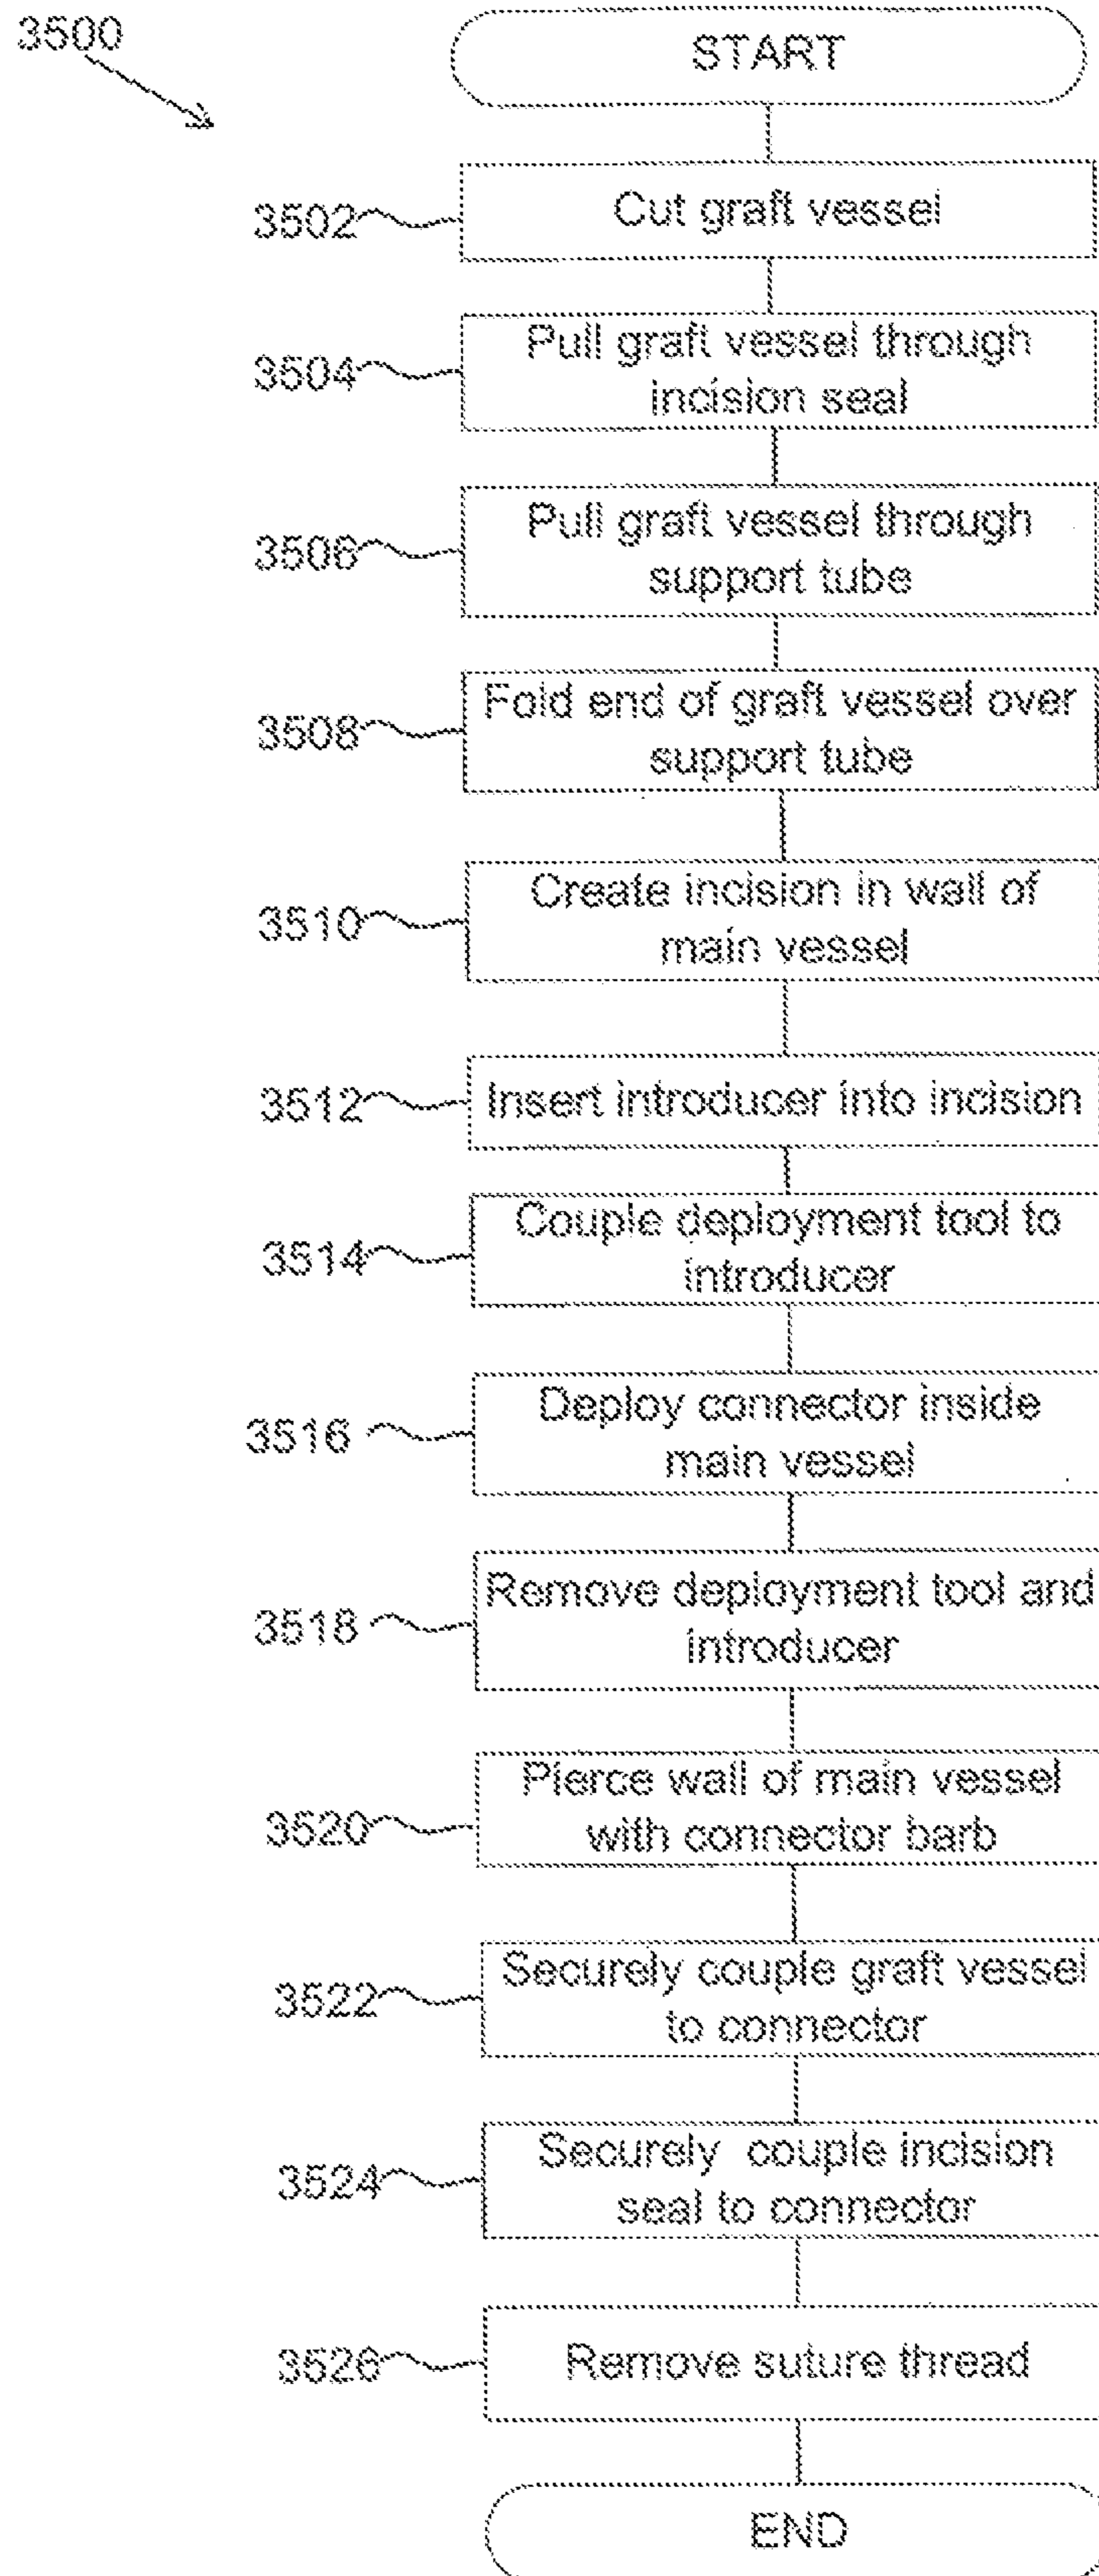 3500
START
3502
Cut graft vessel
3504
Pull graft vessel through
incision seal
3506
Pull graft vessel through
support tube
3508
Fold end of graft vessel over
support tube
3510
Create incision in wall of
main vessel
3512
Insert introducer into incision
3514
Couple deployment tool to
introducer
3516
Deploy connector inside
main vessel
3518
Remove deployment tool and
introducer
3520
Pierce wall of main vessel
with connector barb
3522
Securely couple graft vessel
to connector
3524
Securely couple incision
seal to connector
3526
Remove suture thread
END